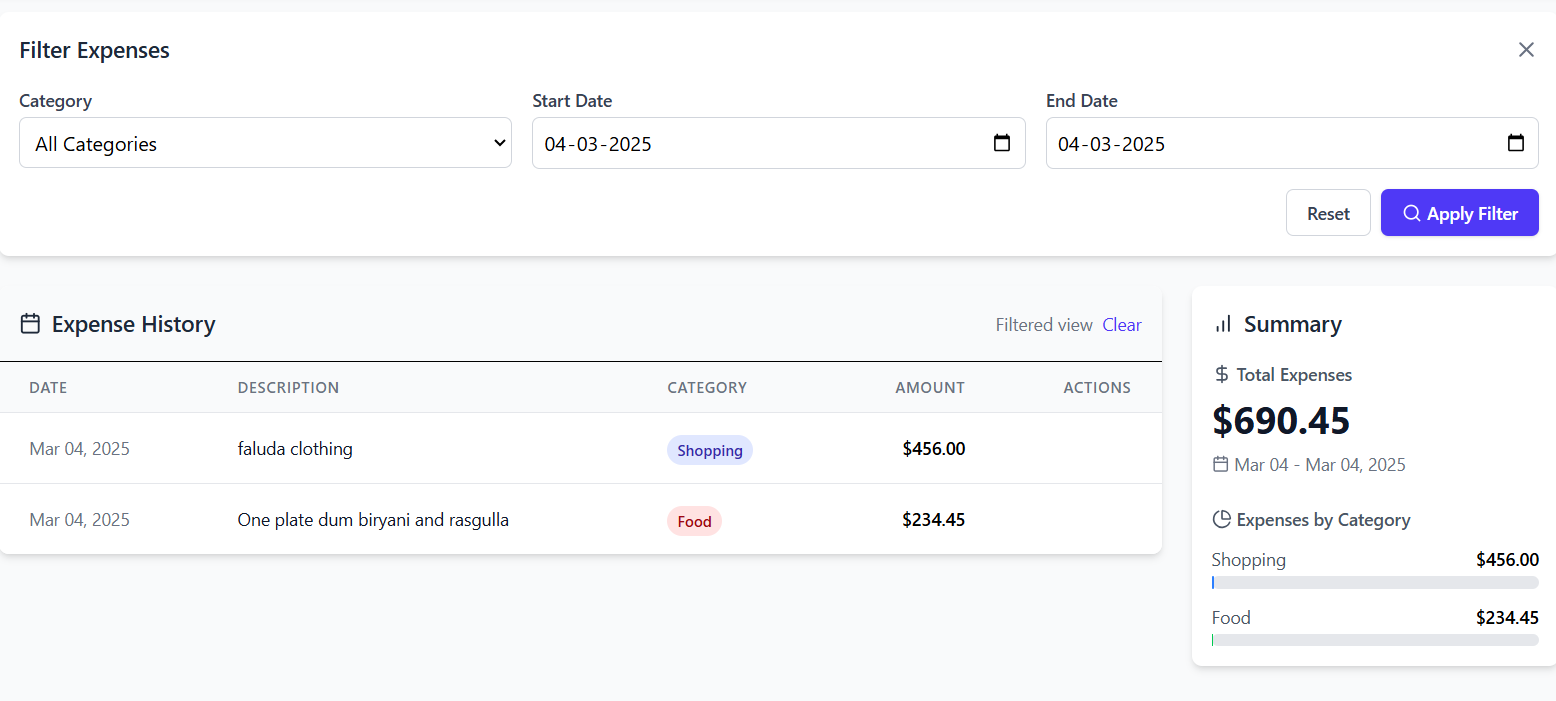 Filter Expenses
Category
Start Date
End Date
All Categories
04-03-2025
04-03-2025
Reset
Apply Filter
Expense History
Filtered view Clear
DATE DESCRIPTION CATEGORY AMOUNT ACTIONS
Mar 04, 2025 faluda clothing Shopping $456.00
Mar 04, 2025 One plate dum biryani and rasgulla Food $234.45
Summary
$ Total Expenses
$690.45
Mar 04 - Mar 04, 2025
Expenses by Category
Shopping $456.00
Food $234.45